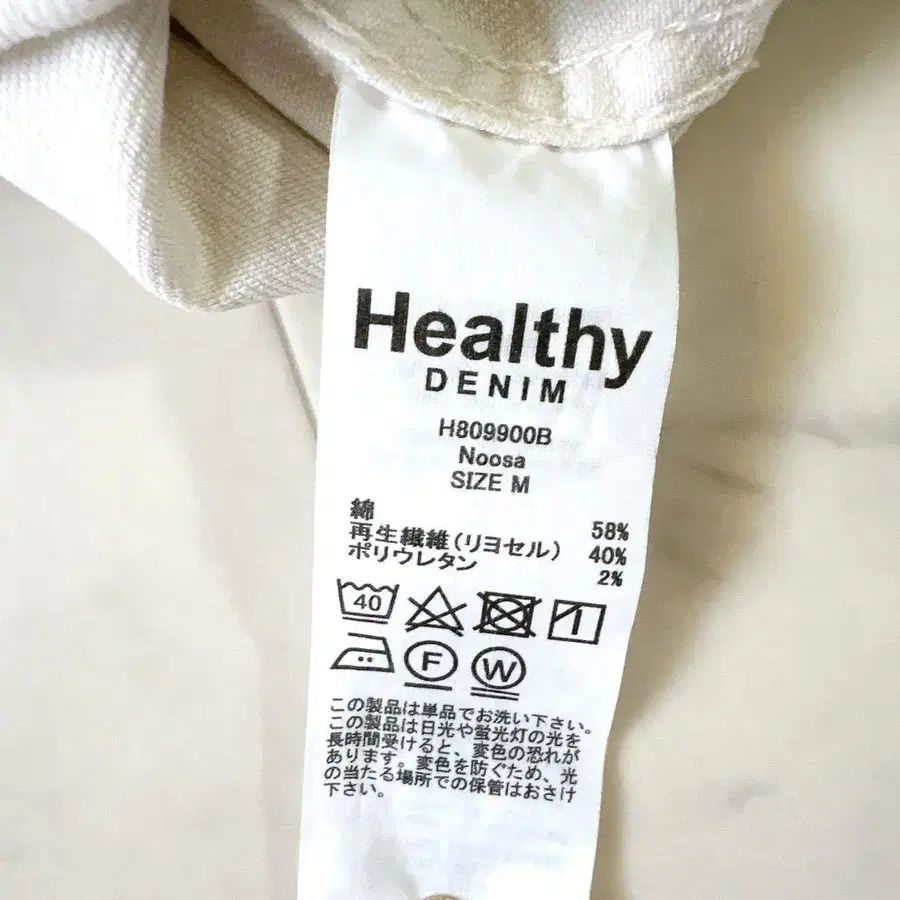 Healthy
DENIM
H809900B
Noosa
SIZE M
綿 58%
再生繊維(リヨセル) 40%
ポリウレタン 2%
40
F W
この製品は単品でお洗い下さい。
この製品は日光や蛍光灯の光を
長時間受けると、変色の恐れが
あります。変色を防ぐため、光
の当たる場所での保管はおさけ
下さい。